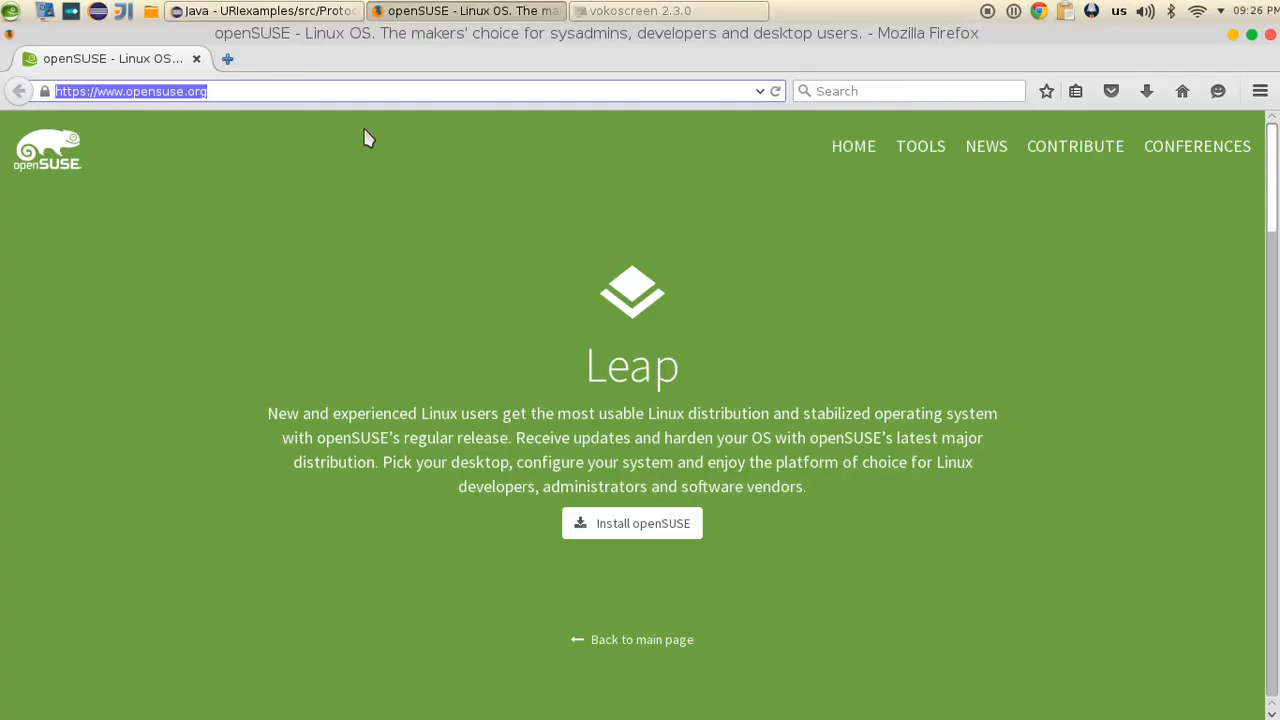 Java - URIexamples/src/Proto
openSUSE - Linux OS. The ma
vokoscreen 2.3.0
us
09:26 PM
openSUSE - Linux OS. The makers' choice for sysadmins, developers and desktop users. - Mozilla Firefox
openSUSE - Linux OS...
https://www.opensuse.org
Search
openSUSE
HOME TOOLS NEWS CONTRIBUTE CONFERENCES
Leap
New and experienced Linux users get the most usable Linux distribution and stabilized operating system
with openSUSE’s regular release. Receive updates and harden your OS with openSUSE’s latest major
distribution. Pick your desktop, configure your system and enjoy the platform of choice for Linux
developers, administrators and software vendors.
Install openSUSE
Back to main page